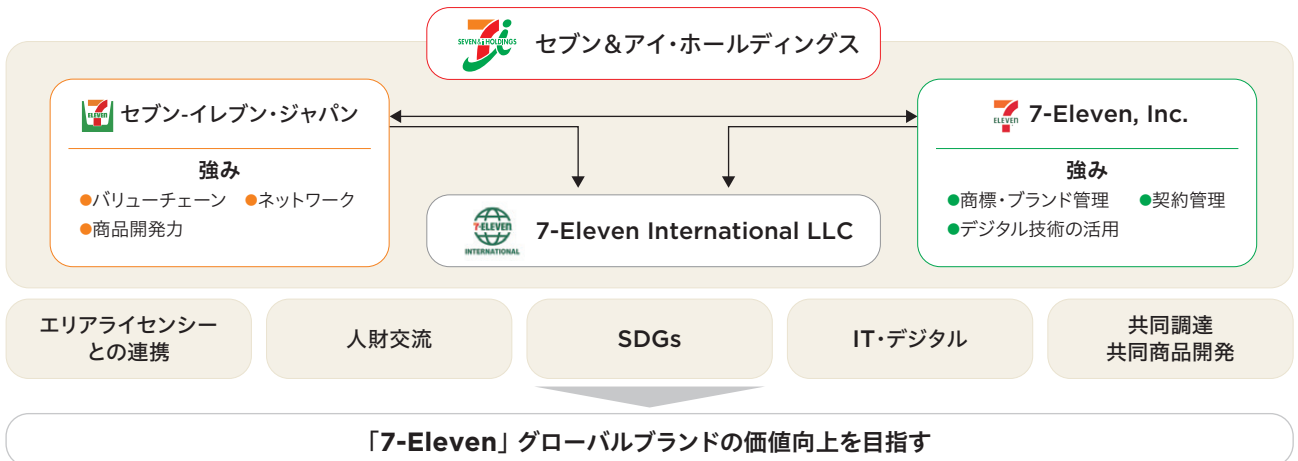 SEVEN & i HOLDINGS
セブン&アイ・ホールディングス
ELEVEN
セブン-イレブン・ジャパン
強み
●バリューチェーン ●ネットワーク
●商品開発力
7-ELEVEN
INTERNATIONAL
7-Eleven International LLC
ELEVEN
7-Eleven, Inc.
強み
●商標・ブランド管理 ●契約管理
●デジタル技術の活用
エリアライセンシー
との連携
人財交流
SDGs
IT・デジタル
共同調達
共同商品開発
「7-Eleven」グローバルブランドの価値向上を目指す